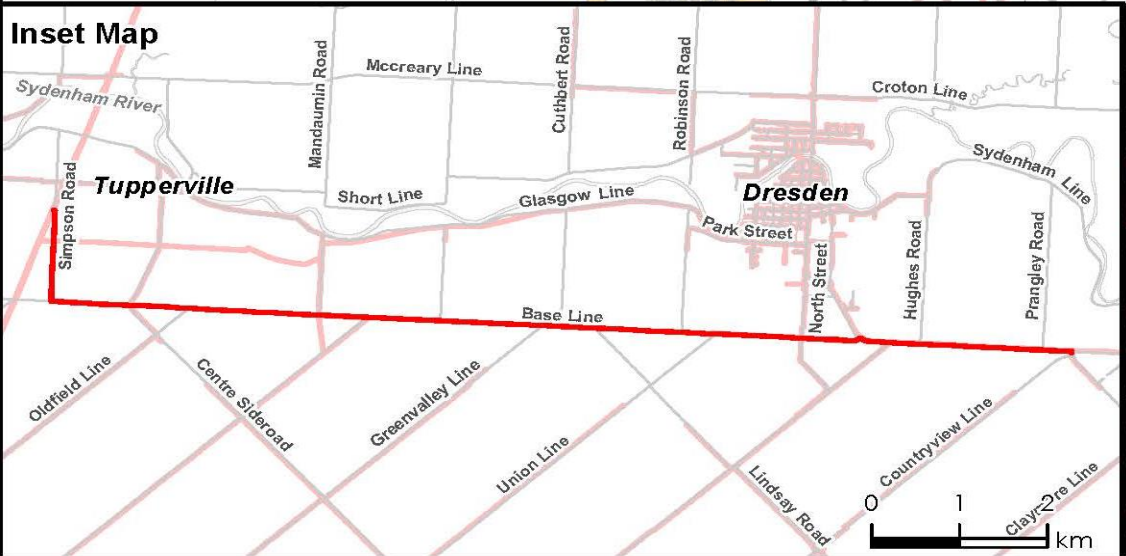 Inset Map
Mccreary Line
Croton Line
Sydenham River
Mandaumin Road
Cuthbert Road
Robinson Road
Sydenham Line
Simpson Road
Tupperville
Short Line
Glasgow Line
Dresden
Park Street
North Street
Hughes Road
Prangley Road
Base Line
Oldfield Line
Centre Sideroad
Greenvalley Line
Union Line
Lindsay Road
Countryview Line
Line
0 1 2
km